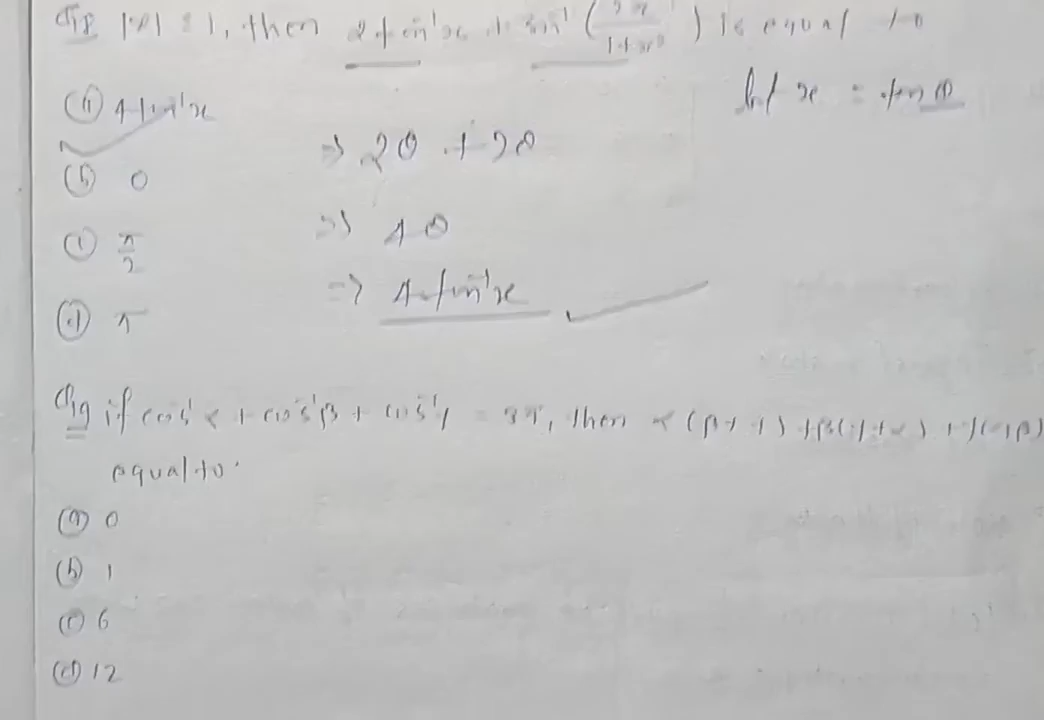 Q18 |x| ≤ 1, then 2tan⁻¹x + sin⁻¹(2x/1+x²) is equal to
(a) 4tan⁻¹x
let x = tanθ
⇒ 2θ + 2θ
(b) 0
⇒ 4θ
(c) π/2
⇒ 4tan⁻¹x
(d) π
Q19 if cos⁻¹α + cos⁻¹β + cos⁻¹γ = 3π, then α(β+γ) + β(γ+α) + γ(α+β)
equal to
(a) 0
(b) 1
(c) 6
(d) 12